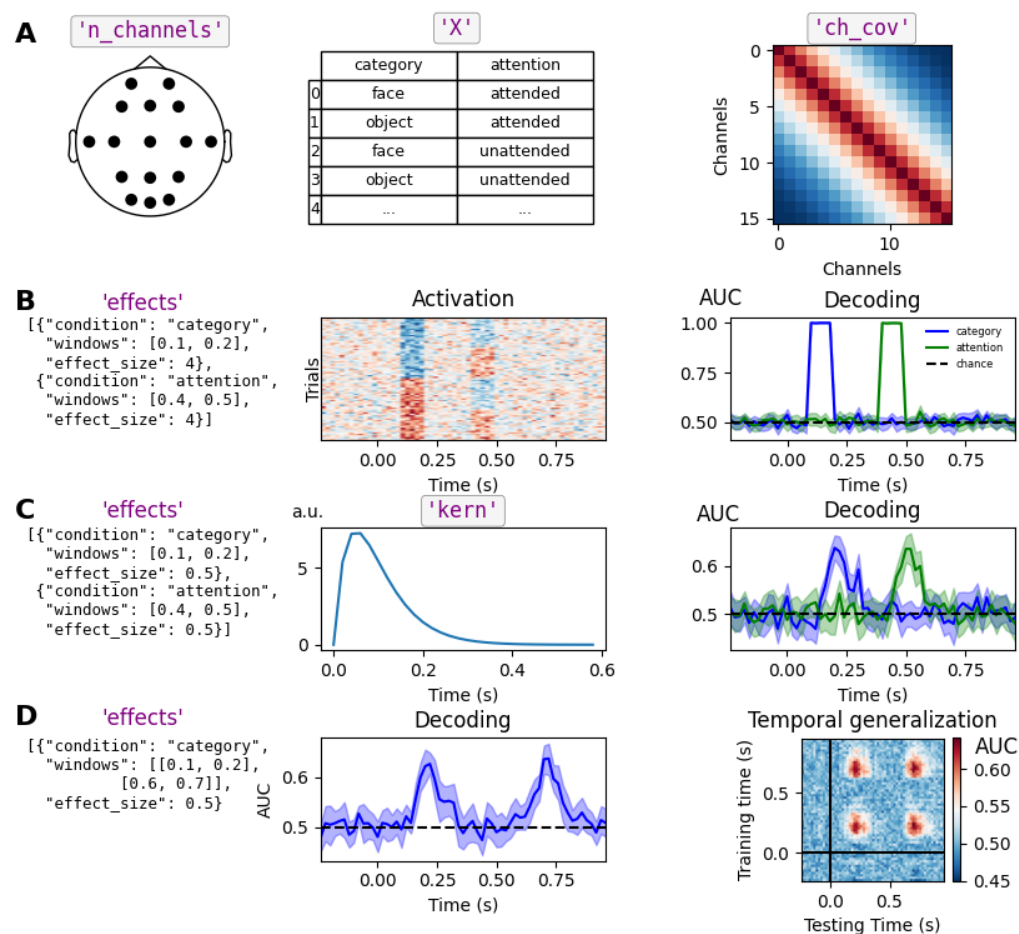 A
'n_channels'
'X'
'ch_cov'
category attention
0 face attended
1 object attended
2 face unattended
3 object unattended
4 ... ...
Channels
0
5
10
15
0 10
Channels
B
'effects'
[{"condition": "category",
"windows": [0.1, 0.2],
"effect_size": 4},
{"condition": "attention",
"windows": [0.4, 0.5],
"effect_size": 4}]
Activation
Trials
0.00 0.25 0.50 0.75
Time (s)
AUC
Decoding
1.00
0.75
0.50
category
attention
chance
0.00 0.25 0.50 0.75
Time (s)
C
'effects'
[{"condition": "category",
"windows": [0.1, 0.2],
"effect_size": 0.5},
{"condition": "attention",
"windows": [0.4, 0.5],
"effect_size": 0.5}]
a.u.
'kern'
5
0
0.0 0.2 0.4 0.6
Time (s)
AUC
Decoding
0.6
0.5
0.00 0.25 0.50 0.75
Time (s)
D
'effects'
[{"condition": "category",
"windows": [[0.1, 0.2],
[0.6, 0.7]],
"effect_size": 0.5}
Decoding
AUC
0.6
0.5
0.00 0.25 0.50 0.75
Time (s)
Temporal generalization
Training time (s)
0.5
0.0
0.0 0.5
Testing Time (s)
AUC
0.60
0.55
0.50
0.45